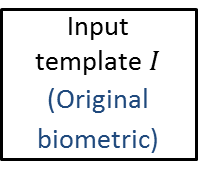 Input
template I
(Original
biometric)